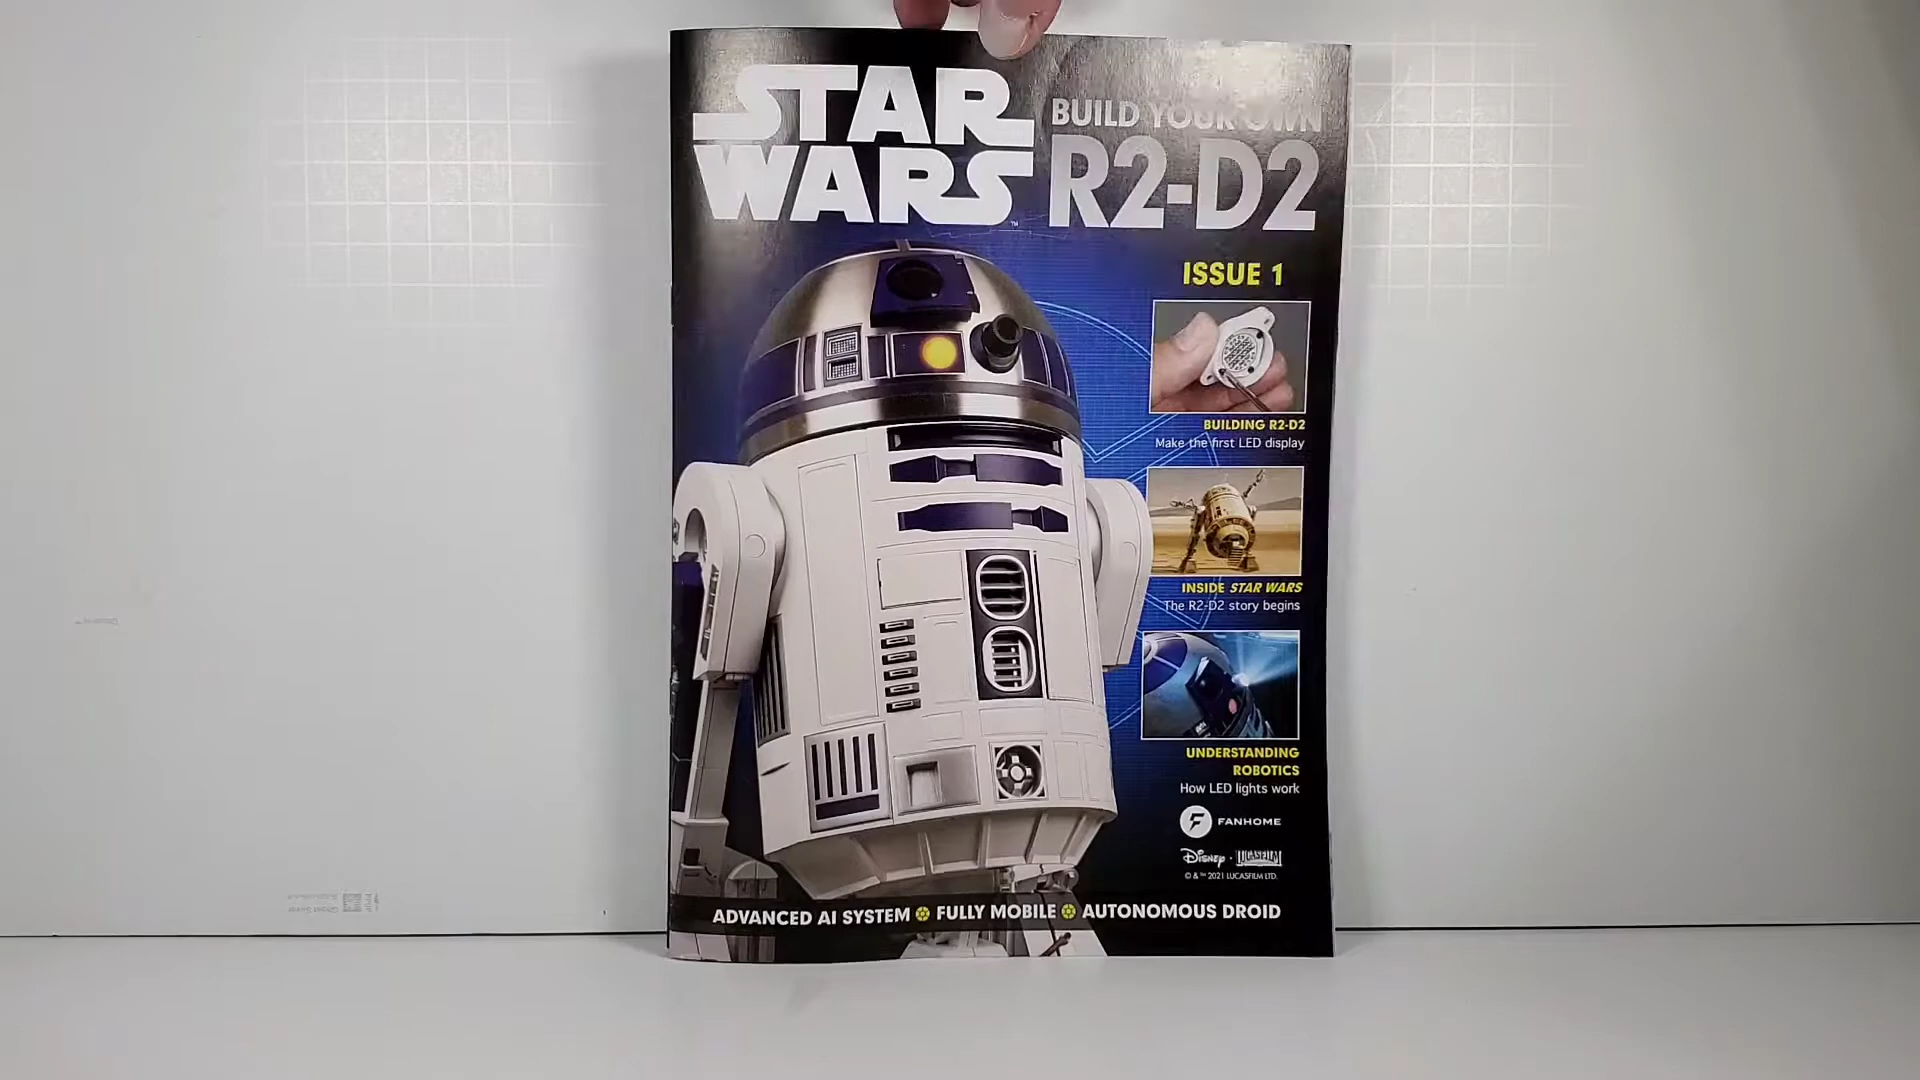 STAR
WARS™
BUILD YOUR OWN
R2-D2
ISSUE 1
BUILDING R2-D2
Make the first LED display
INSIDE STAR WARS
The R2-D2 story begins
UNDERSTANDING
ROBOTICS
How LED lights work
FANHOME
Disney · LUCASFILM
© & ™ 2021 LUCASFILM LTD.
ADVANCED AI SYSTEM FULLY MOBILE AUTONOMOUS DROID